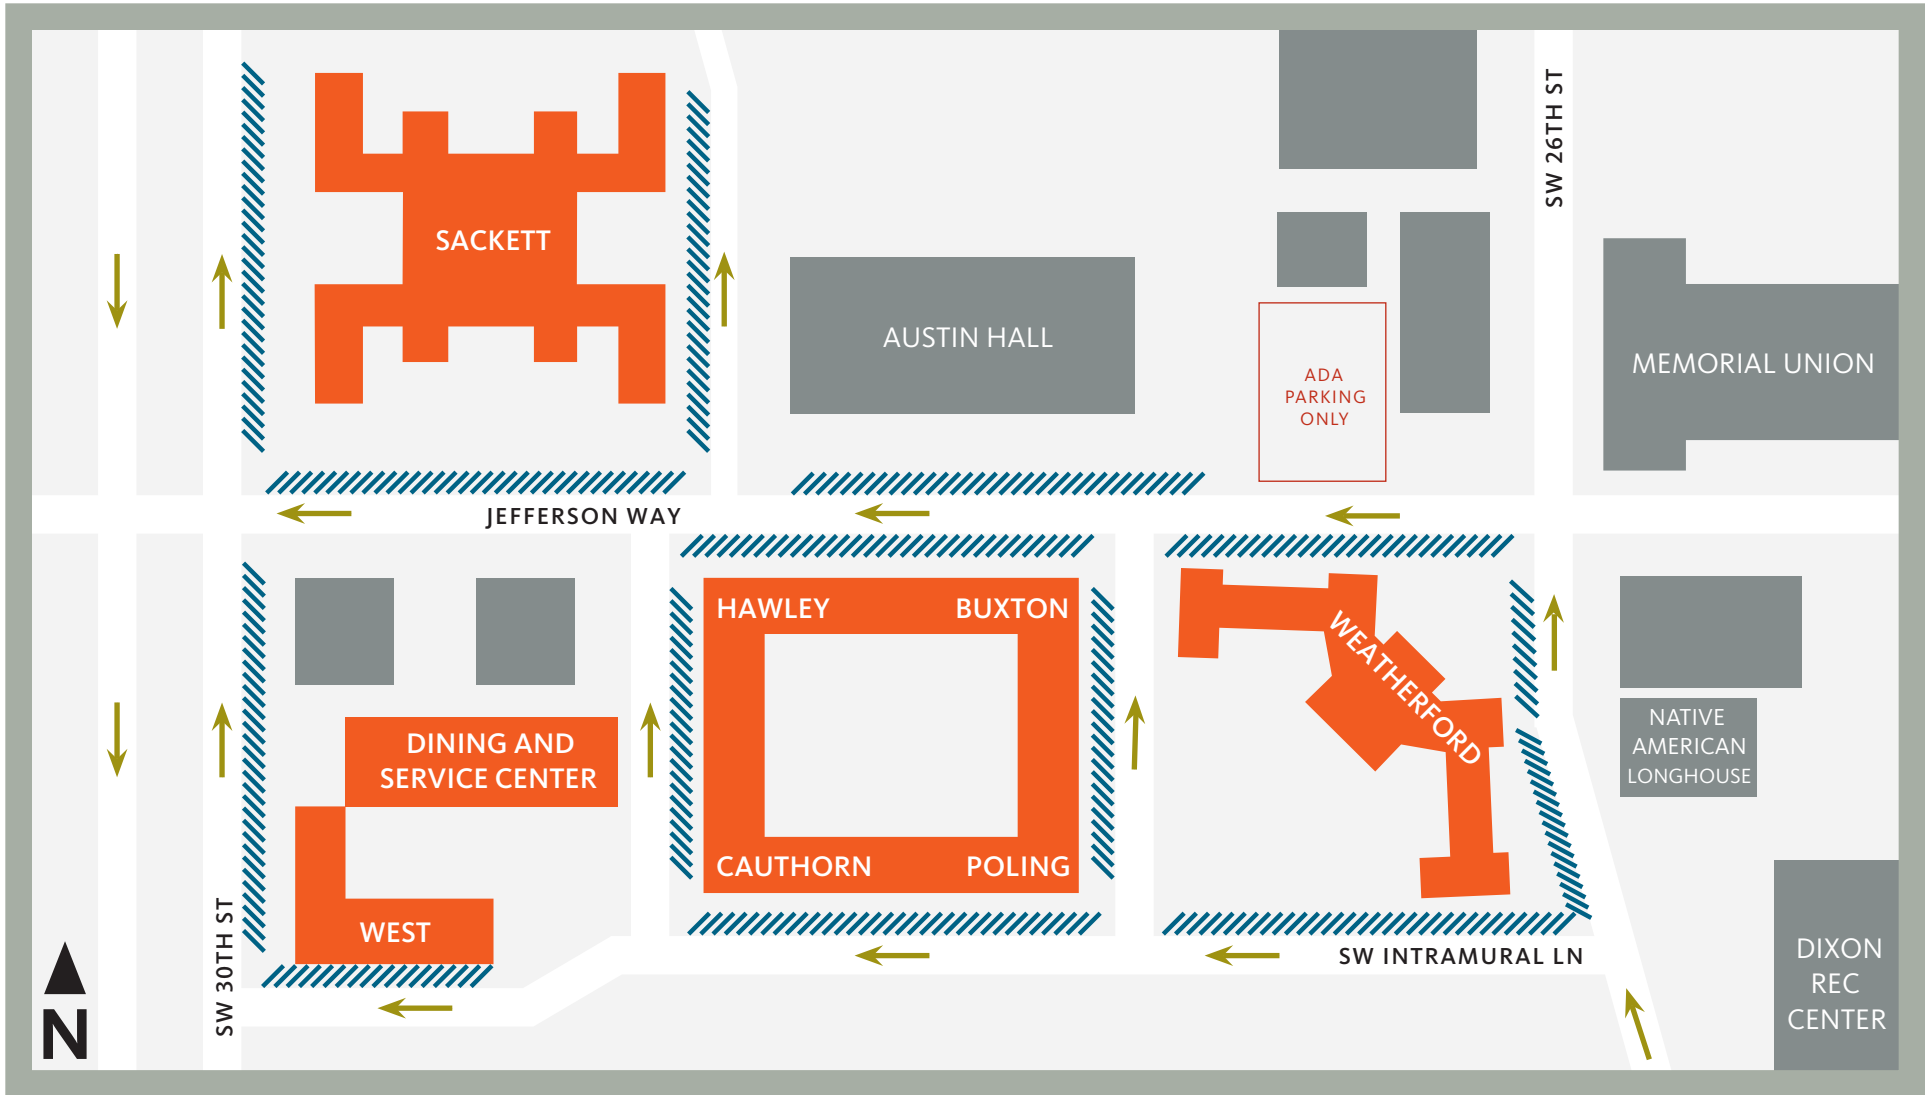 SW 26TH ST
SACKETT
AUSTIN HALL
ADA
PARKING
ONLY
MEMORIAL UNION
JEFFERSON WAY
HAWLEY
BUXTON
WEATHERFORD
DINING AND
SERVICE CENTER
NATIVE
AMERICAN
LONGHOUSE
CAUTHORN
POLING
WEST
SW 30TH ST
SW INTRAMURAL LN
DIXON
REC
CENTER
N